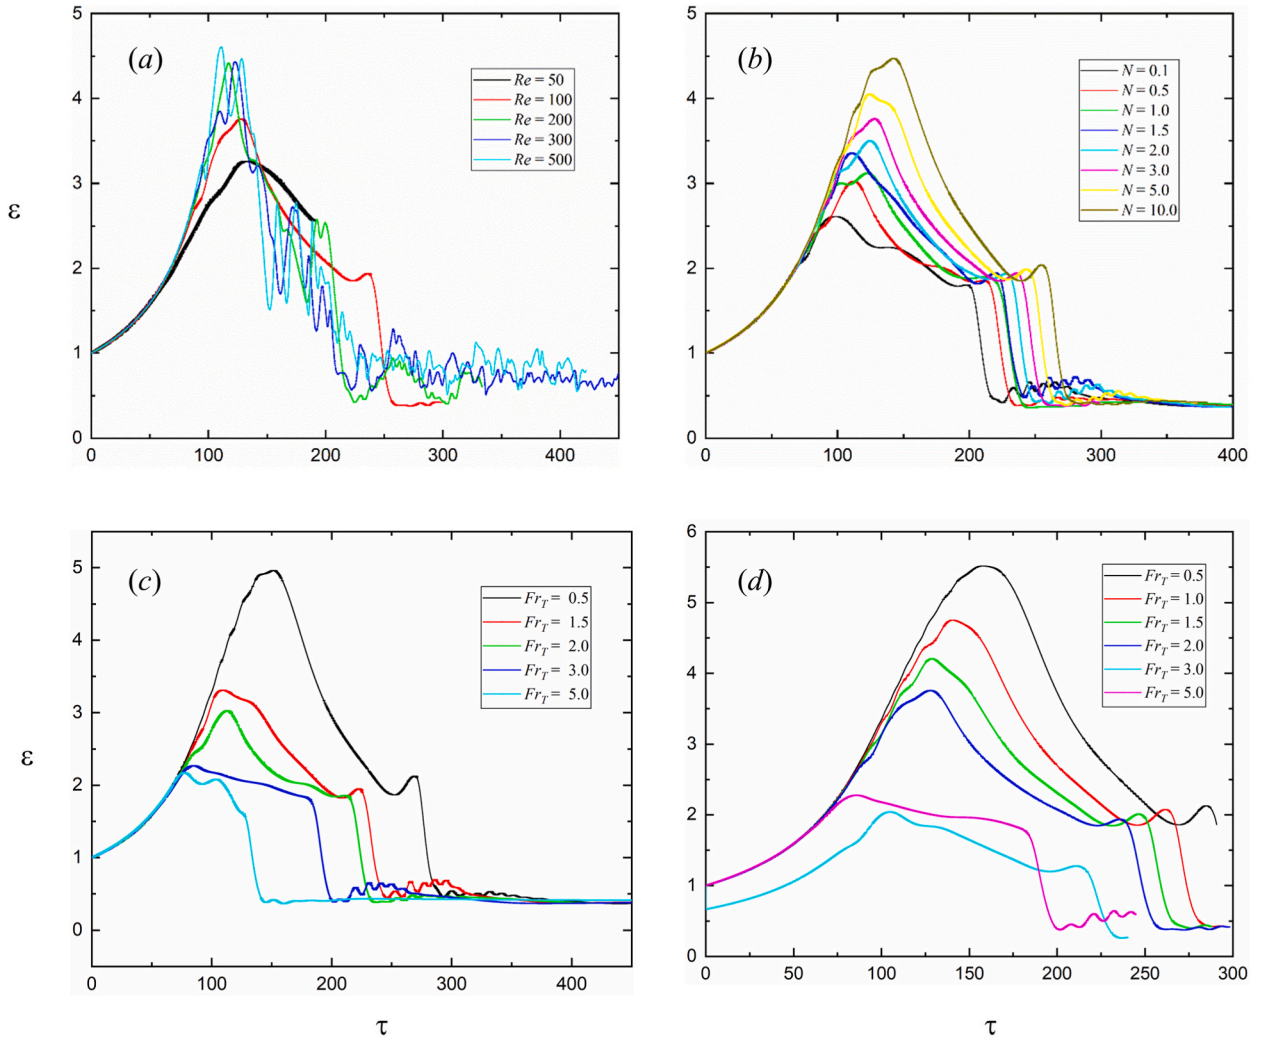 (a)
Re = 50
Re = 100
Re = 200
Re = 300
Re = 500
5
4
3
2
1
0
0 100 200 300 400
ε
(b)
N = 0.1
N = 0.5
N = 1.0
N = 1.5
N = 2.0
N = 3.0
N = 5.0
N = 10.0
5
4
3
2
1
0
0 100 200 300 400
(c)
Fr_T = 0.5
Fr_T = 1.5
Fr_T = 2.0
Fr_T = 3.0
Fr_T = 5.0
5
4
3
2
1
0
0 100 200 300 400
ε
τ
(d)
Fr_T = 0.5
Fr_T = 1.0
Fr_T = 1.5
Fr_T = 2.0
Fr_T = 3.0
Fr_T = 5.0
6
5
4
3
2
1
0
0 50 100 150 200 250 300
τ